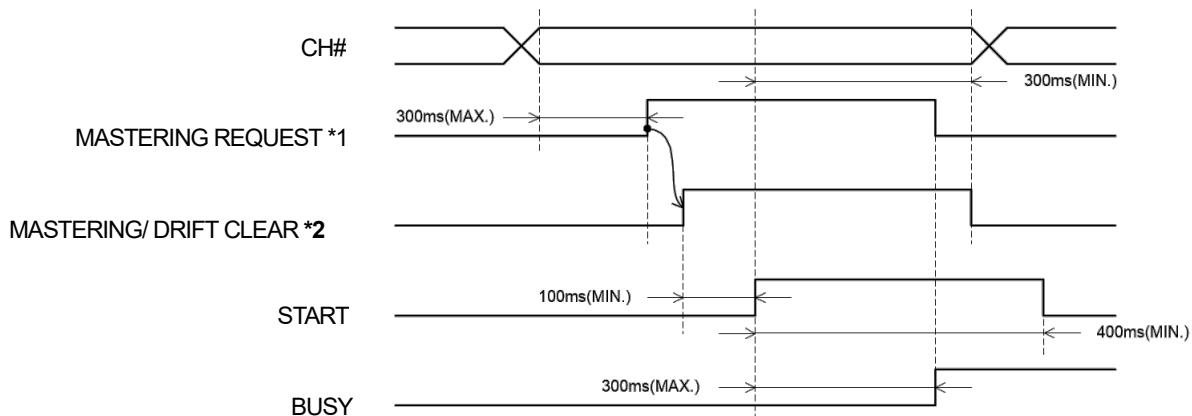 CH#
300ms(MIN.)
300ms(MAX.)
MASTERING REQUEST *1
MASTERING/ DRIFT CLEAR *2
100ms(MIN.)
START
400ms(MIN.)
300ms(MAX.)
BUSY